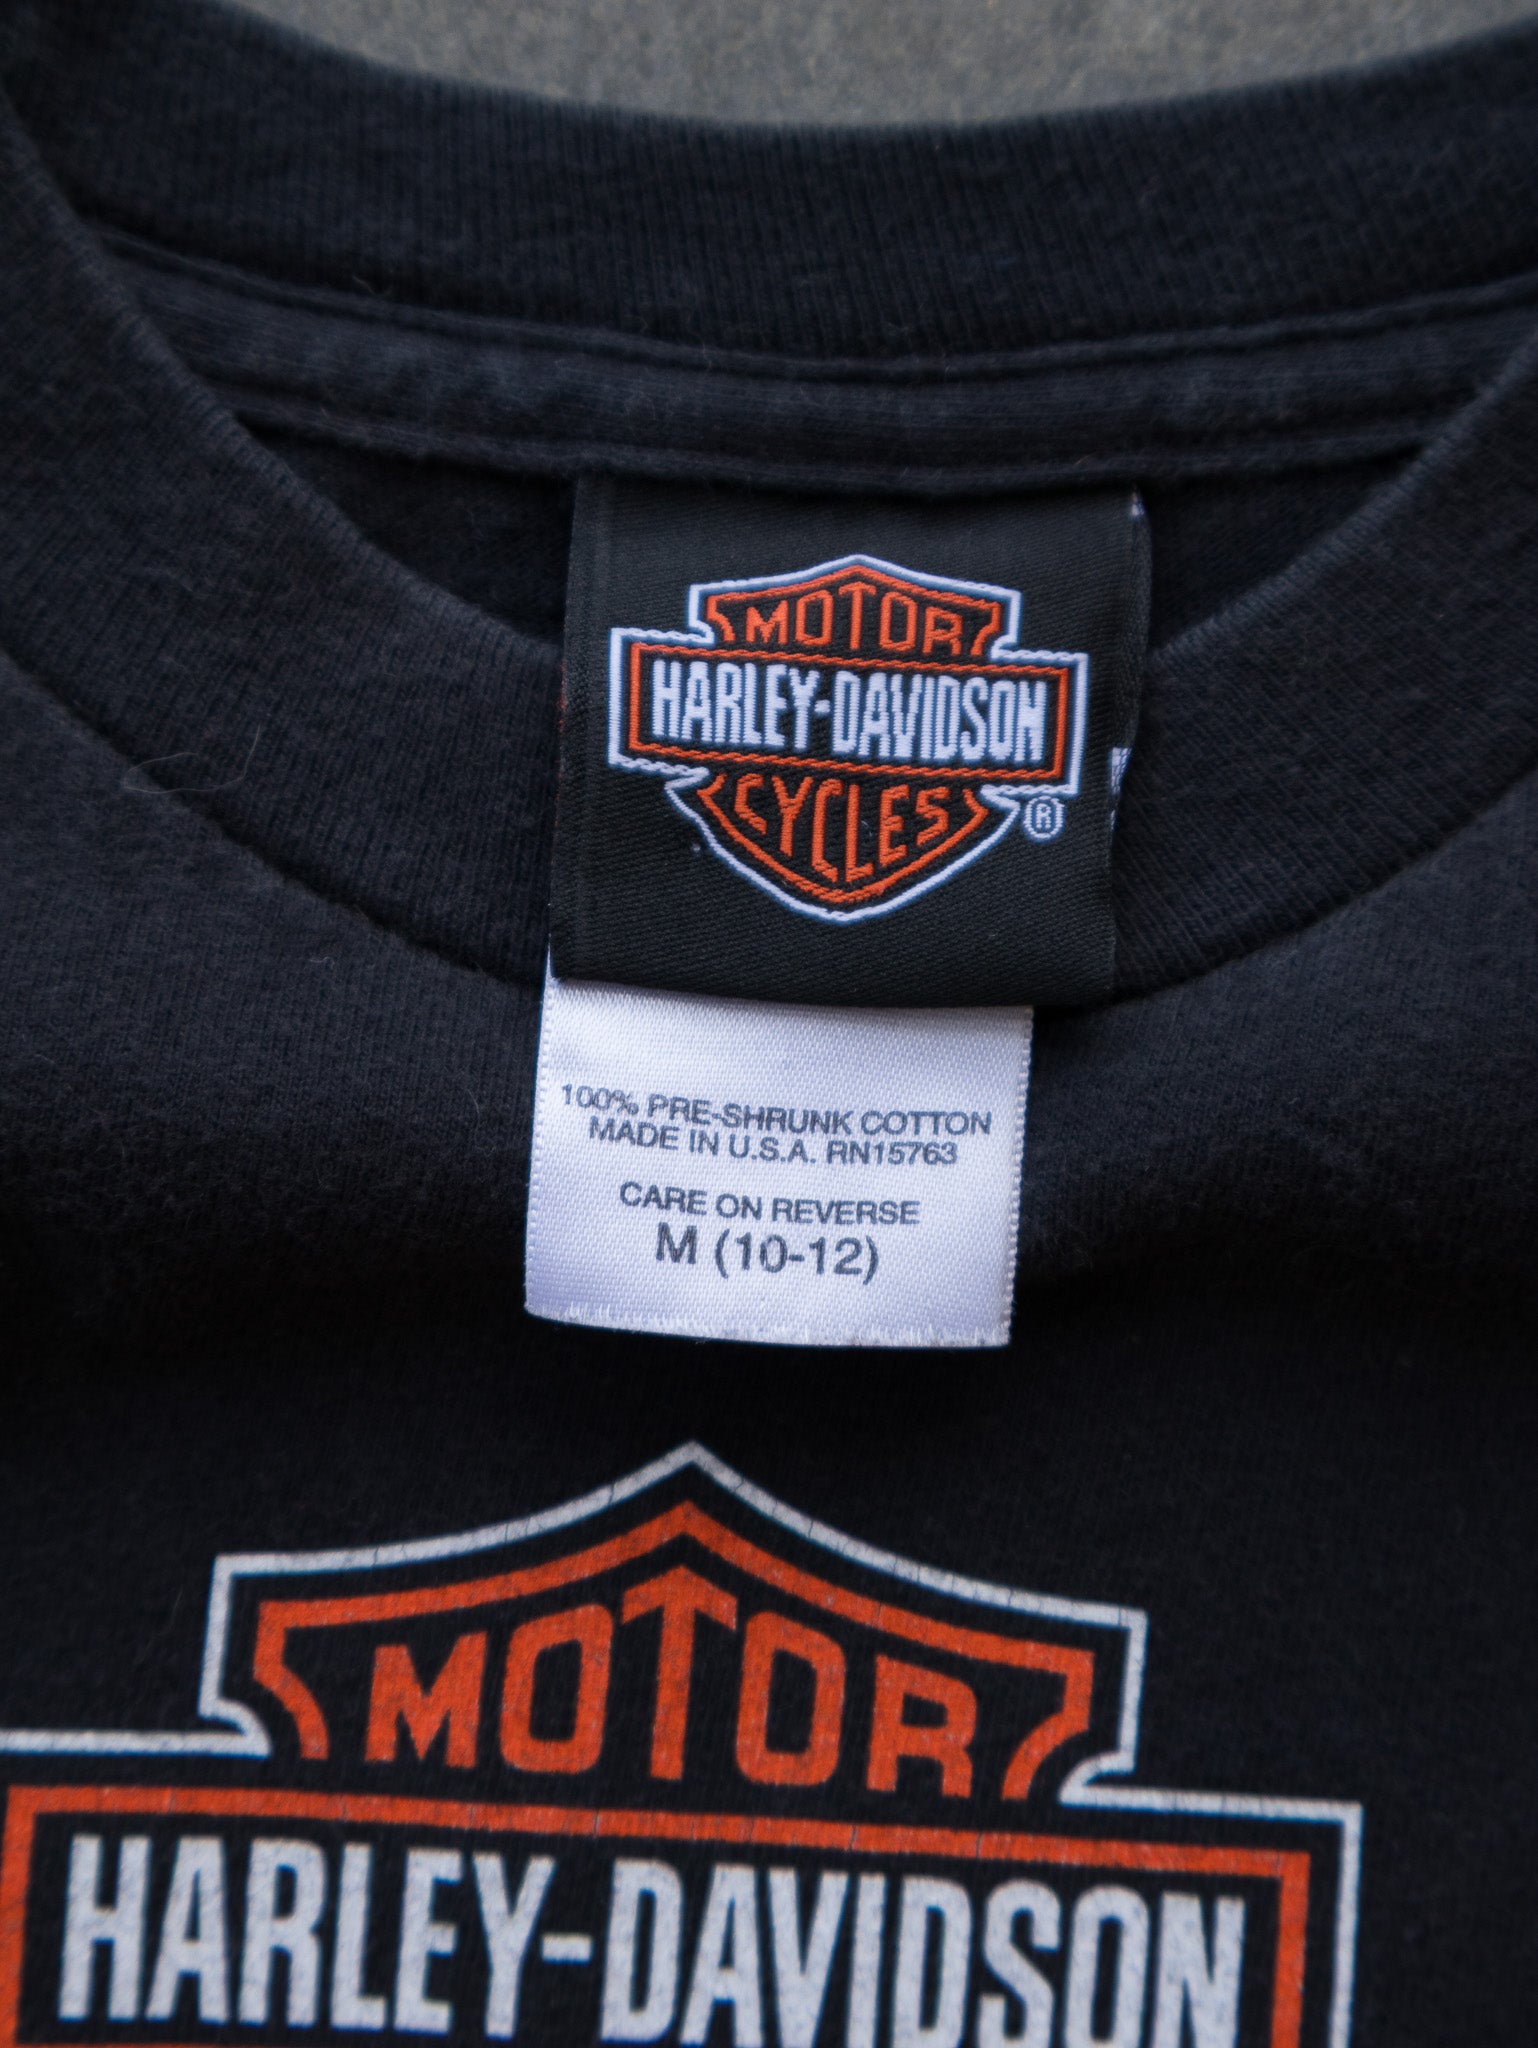 MOTOR
HARLEY-DAVIDSON
CYCLES
®
100% PRE-SHRUNK COTTON
MADE IN U.S.A. RN15763
CARE ON REVERSE
M (10-12)
MOTOR
HARLEY-DAVIDSON